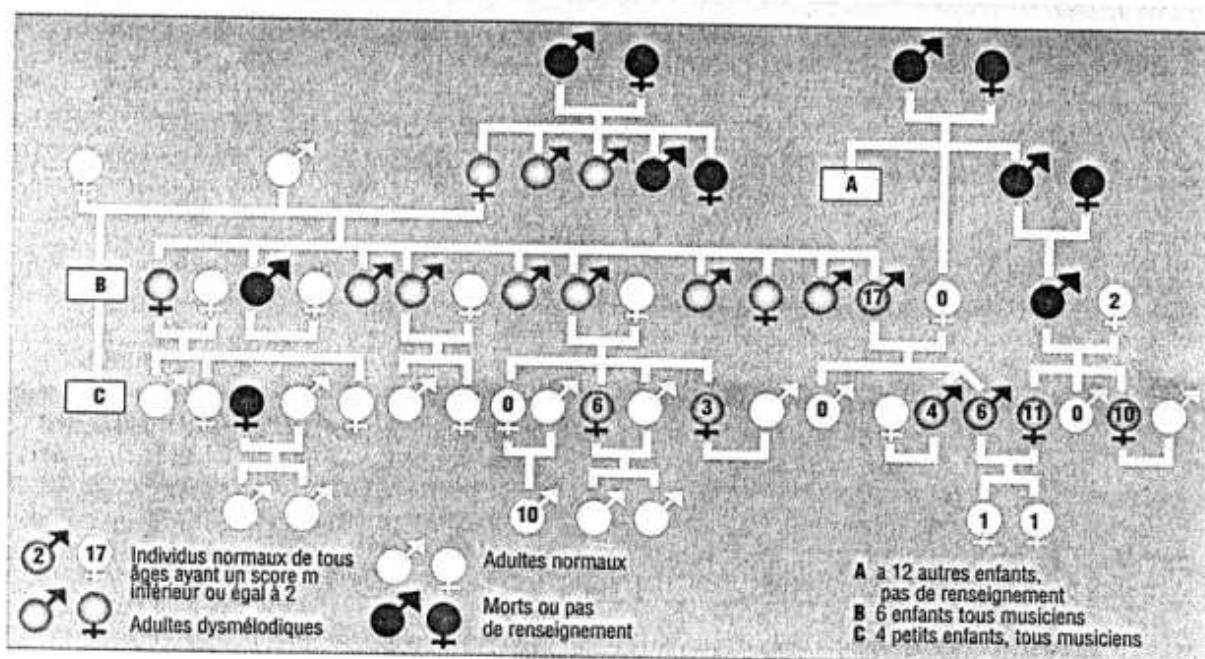 A
B
17
0
2
C
0
6
3
0
4
6
11
0
10
10
1
1
2
17
Individus normaux de tous
âges ayant un score m
inférieur ou égal à 2
Adultes dysmélodiques
Adultes normaux
Morts ou pas
de renseignement
A a 12 autres enfants,
pas de renseignement
B 6 enfants tous musiciens
C 4 petits enfants, tous musiciens